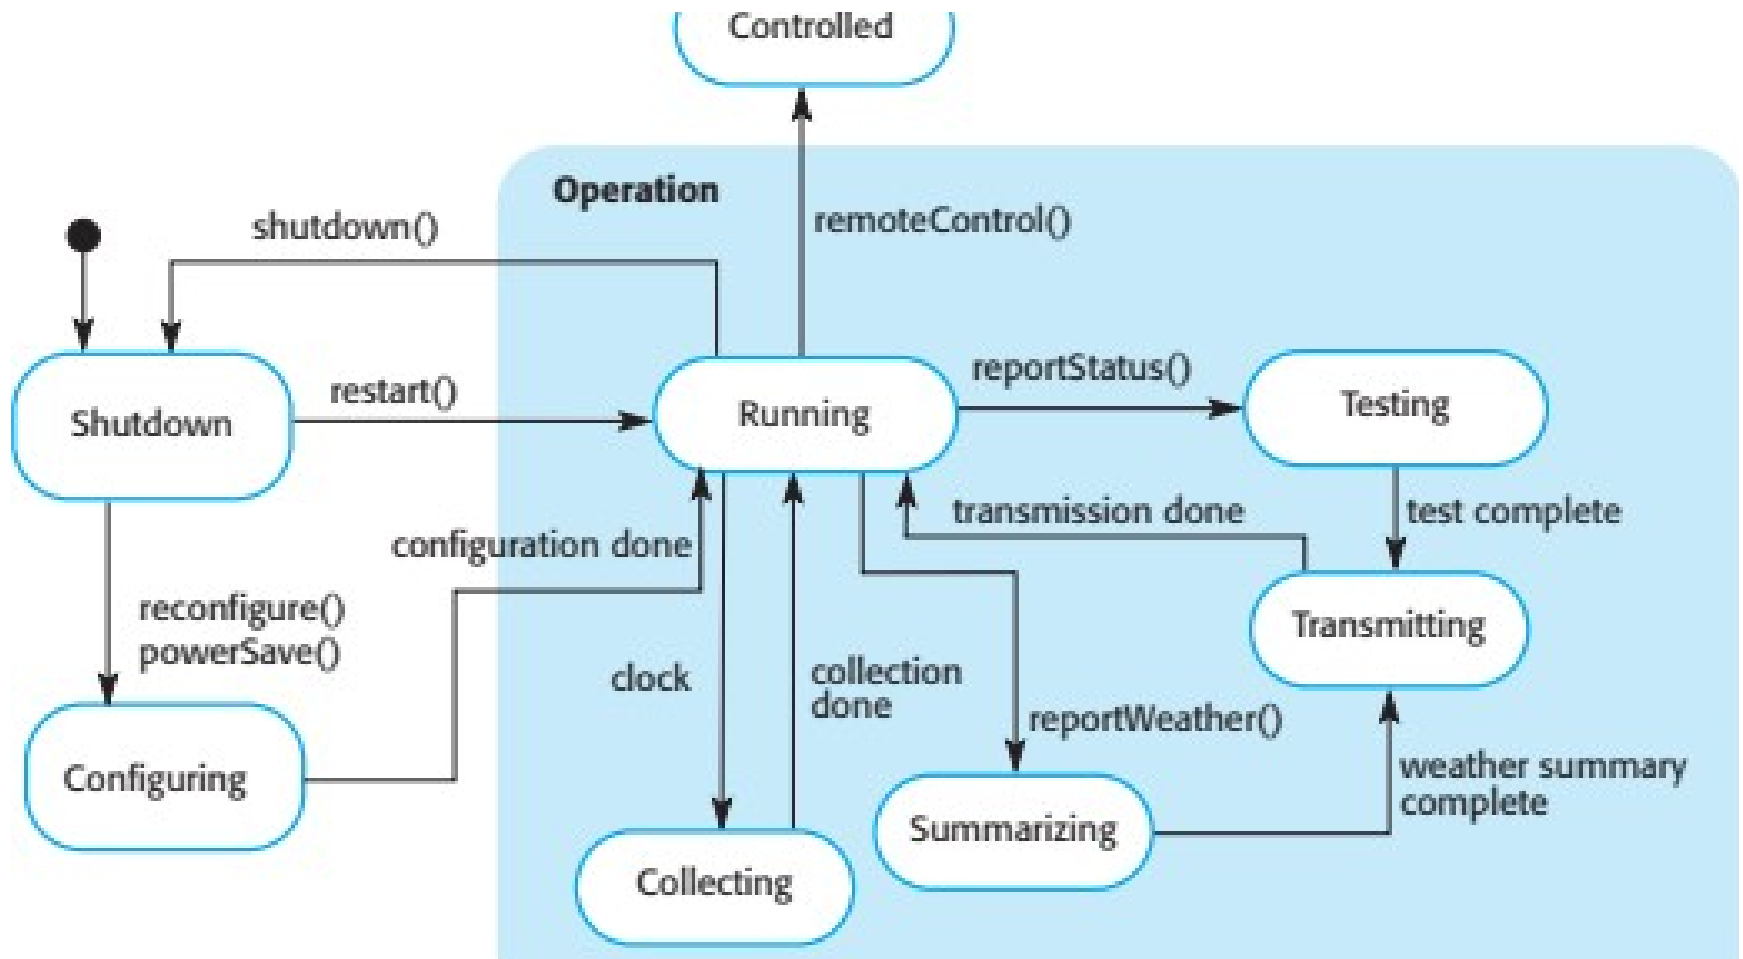 Controlled
Operation
shutdown()
remoteControl()
restart()
reportStatus()
Shutdown
Running
Testing
configuration done
transmission done
test complete
reconfigure()
powerSave()
clock
collection
done
Transmitting
reportWeather()
Configuring
weather summary
complete
Summarizing
Collecting